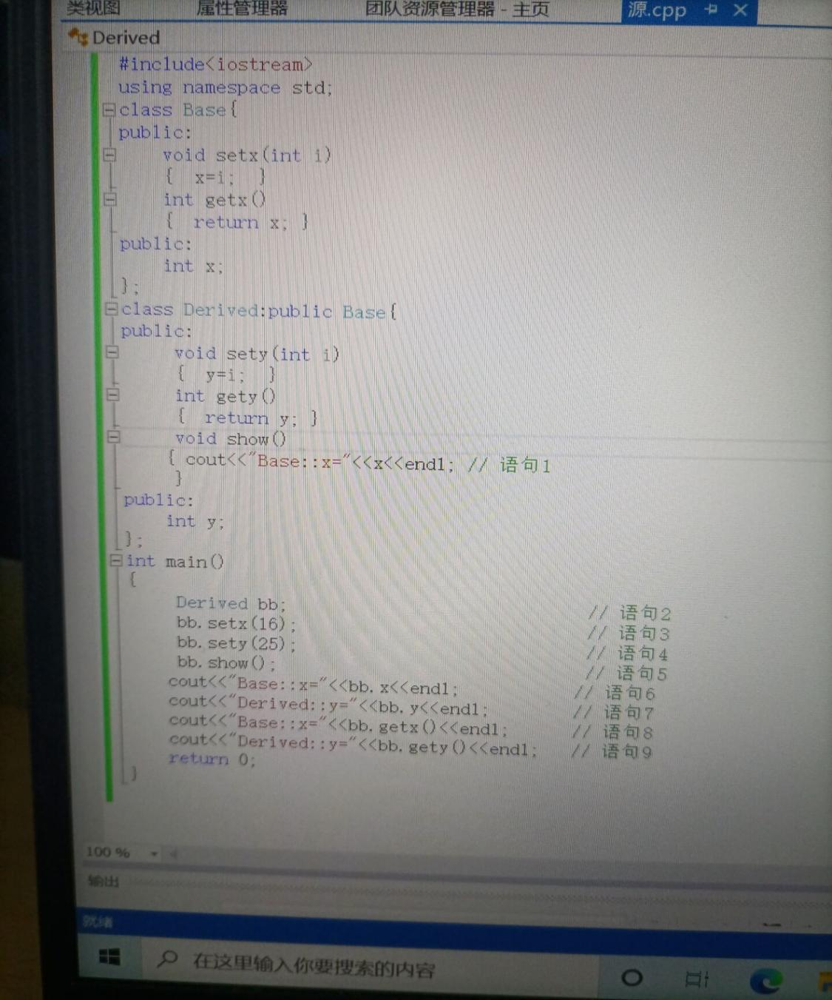 类视图 属性管理器 团队资源管理器 - 主页 源.cpp
Derived
#include<iostream>
using namespace std;
class Base{
public:
void setx(int i)
{ x=i; }
int getx()
{ return x; }
public:
int x;
};
class Derived:public Base{
public:
void sety(int i)
{ y=i; }
int gety()
{ return y; }
void show()
{ cout<<"Base::x="<<x<<endl; // 语句1
}
public:
int y;
};
int main()
{
Derived bb; // 语句2
bb.setx(16); // 语句3
bb.sety(25); // 语句4
bb.show(); // 语句5
cout<<"Base::x="<<bb.x<<endl; // 语句6
cout<<"Derived::y="<<bb.y<<endl; // 语句7
cout<<"Base::x="<<bb.getx()<<endl; // 语句8
cout<<"Derived::y="<<bb.gety()<<endl; // 语句9
return 0;
}
100 %
输出
就绪
在这里输入你要搜索的内容